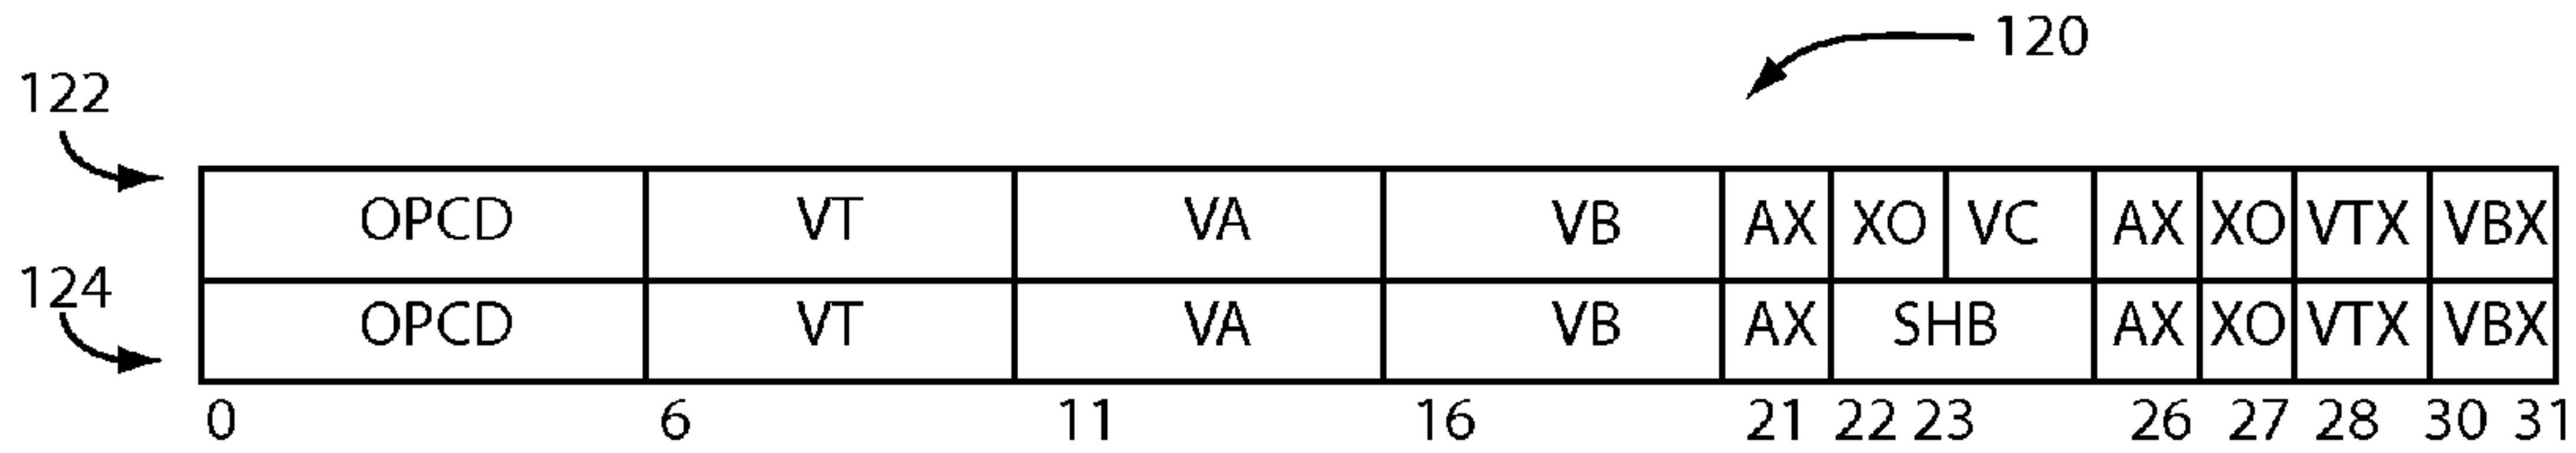 120
122
OPCD VT VA VB AX XO VC AX XO VTX VBX
124
OPCD VT VA VB AX SHB AX XO VTX VBX
0 6 11 16 21 22 23 26 27 28 30 31